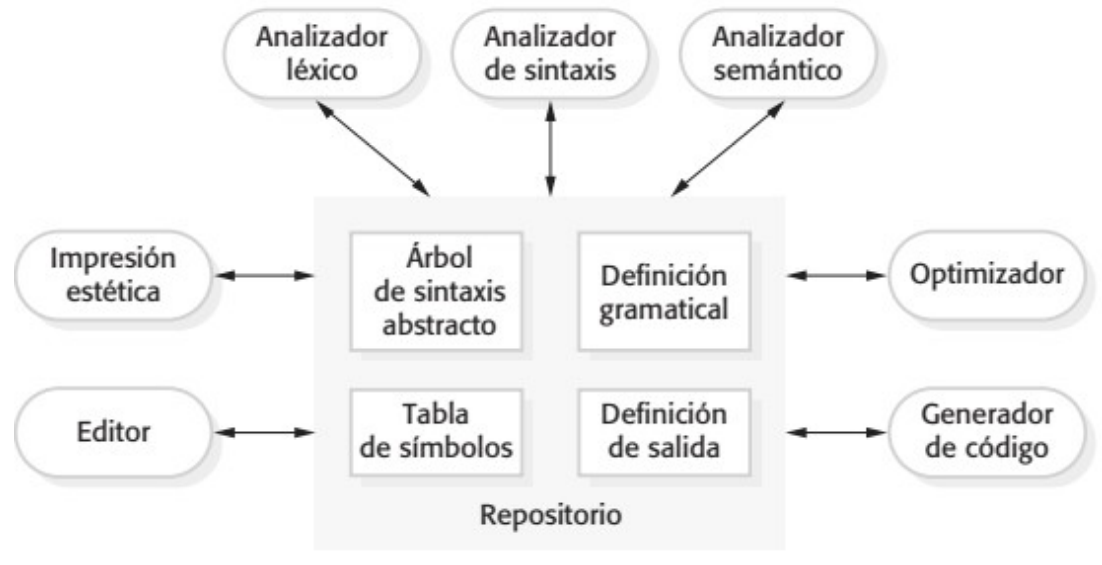 Analizador
léxico
Analizador
de sintaxis
Analizador
semántico
Impresión
estética
Árbol
de sintaxis
abstracto
Definición
gramatical
Optimizador
Editor
Tabla
de símbolos
Definición
de salida
Generador
de código
Repositorio